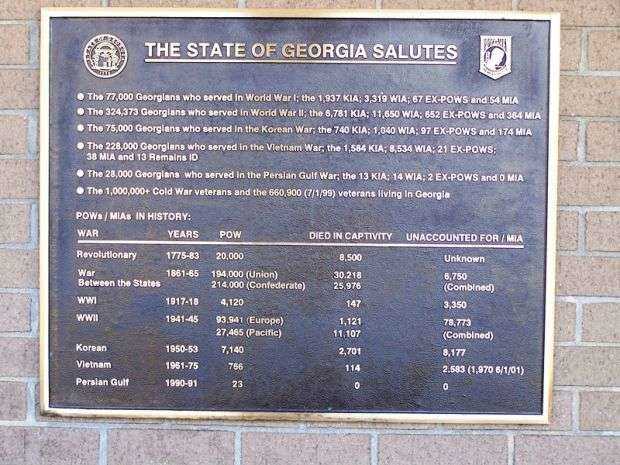 THE STATE OF GEORGIA SALUTES
The 77,000 Georgians who served in World War I; the 1,937 KIA; 3,319 WIA; 67 EX-POWS and 54 MIA
The 324,373 Georgians who served in World War II; the 6,781 KIA; 11,650 WIA; 652 EX-POWS and 364 MIA
The 75,000 Georgians who served in the Korean War; the 740 KIA; 1,040 WIA; 97 EX-POWS and 174 MIA
The 228,000 Georgians who served in the Vietnam War; the 1,584 KIA; 8,534 WIA; 21 EX-POWS;
38 MIA and 13 Remains ID
The 28,000 Georgians who served in the Persian Gulf War; the 13 KIA; 14 WIA; 2 EX-POWS and 0 MIA
The 1,000,000+ Cold War veterans and the 660,900 (7/1/99) veterans living in Georgia
POWs / MIAs IN HISTORY:
WAR YEARS POW DIED IN CAPTIVITY UNACCOUNTED FOR / MIA
Revolutionary 1775-83 20,000 8,500 Unknown
War 1861-65 194,000 (Union) 30,218 6,750
Between the States 214,000 (Confederate) 25,976 (Combined)
WWI 1917-18 4,120 147 3,350
WWII 1941-45 93,941 (Europe) 1,121 78,773
27,465 (Pacific) 11,107 (Combined)
Korean 1950-53 7,140 2,701 8,177
Vietnam 1961-75 766 114 2,583 (1,970 6/1/01)
Persian Gulf 1990-91 23 0 0